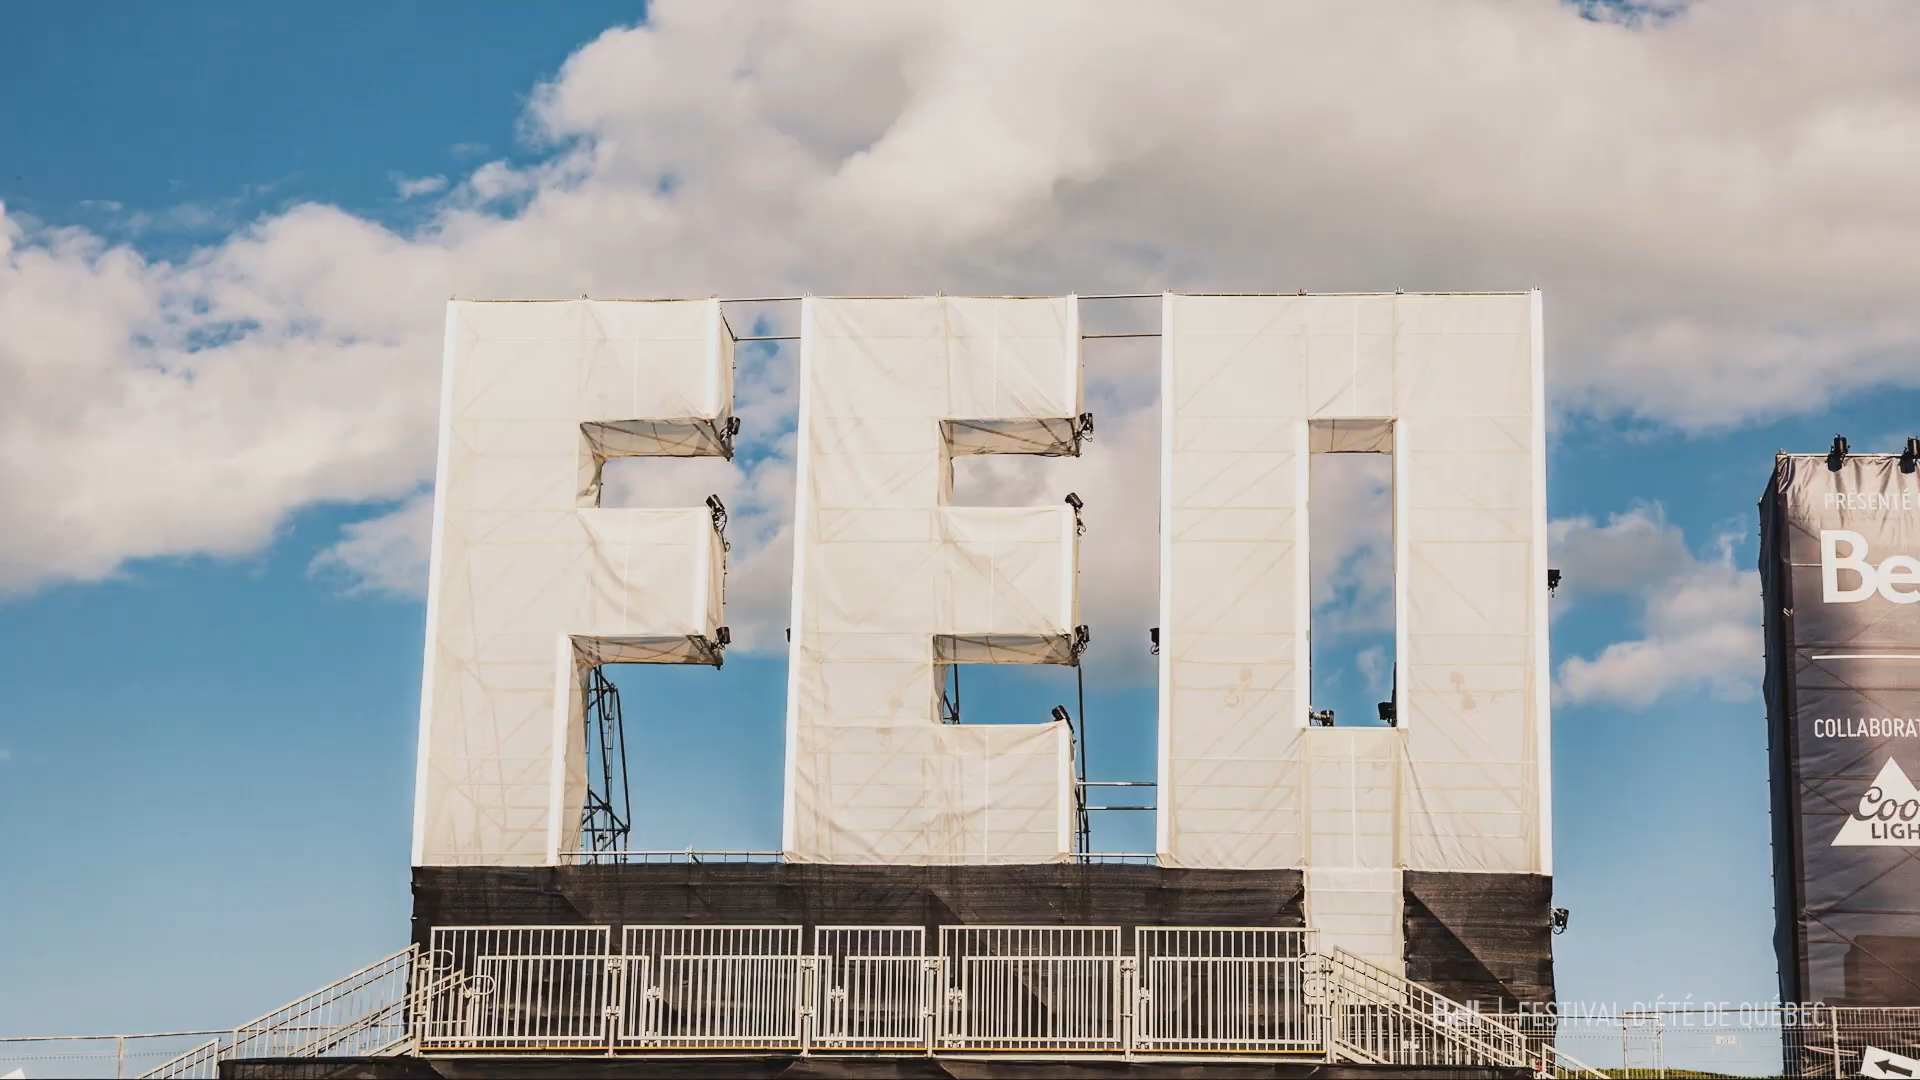 FEQ
PRÉSENTÉ
Be
COLLABORAT
Coo
LIGH
Bell | FESTIVAL D'ÉTÉ DE QUÉBEC